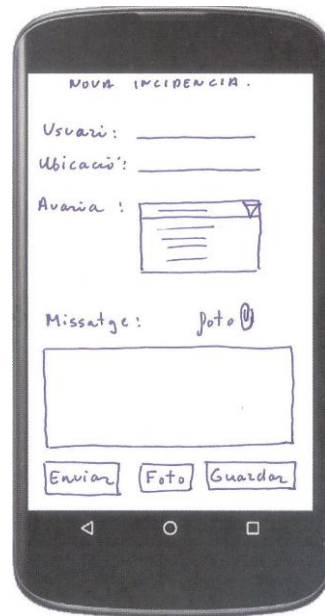 NOVA INCIDENCIA.
Usuari:
Ubicació:
Avaria :
Missatge: foto
Enviar Foto Guardar